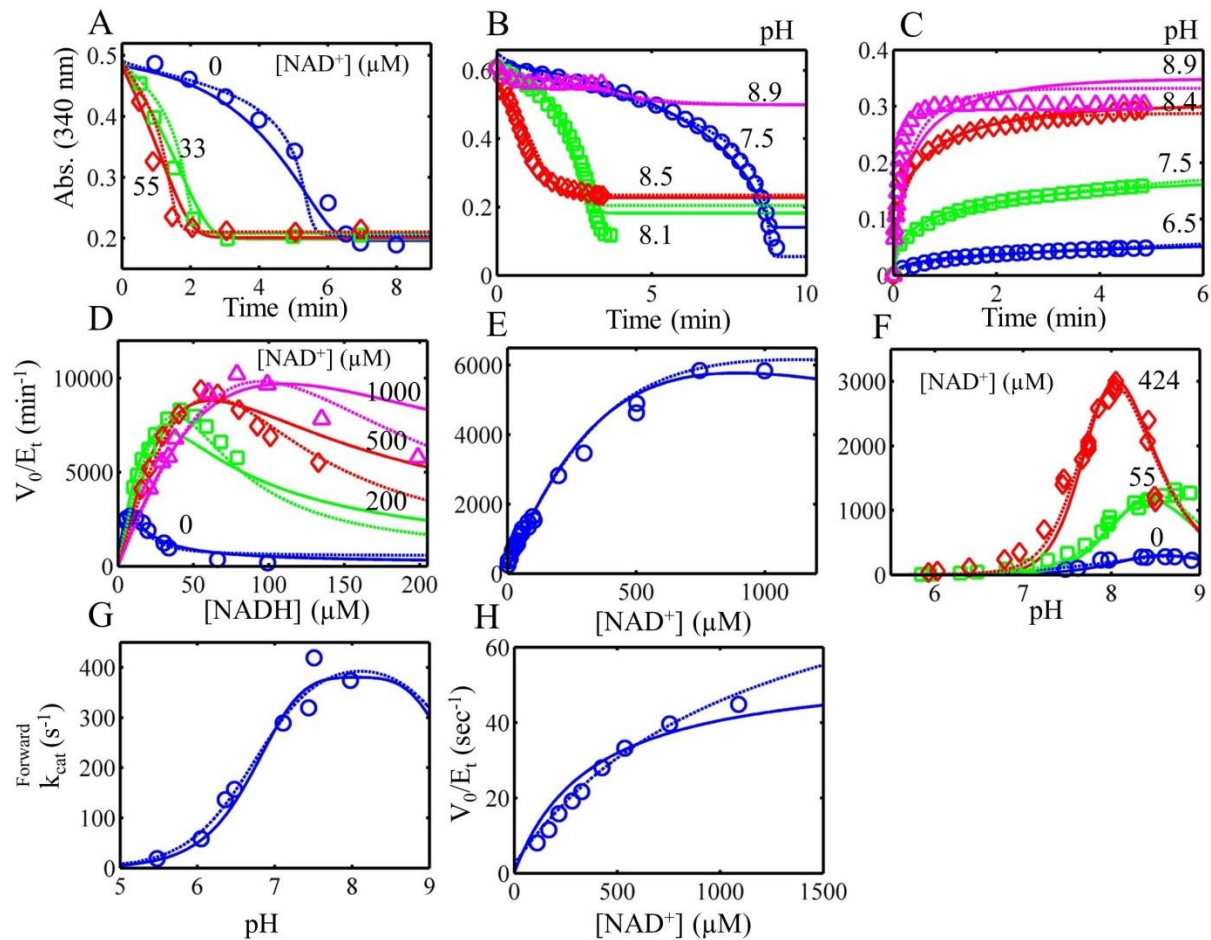 A
[NAD⁺] (µM)
0
33
55
0.5
0.4
0.3
0.2
0 2 4 6 8
Abs. (340 nm)
Time (min)
B
pH
8.9
7.5
8.5
8.1
0.6
0.4
0.2
0
0 5 10
Time (min)
C
pH
8.9
8.4
7.5
6.5
0.4
0.3
0.2
0.1
0
0 2 4 6
Time (min)
D
[NAD⁺] (µM)
1000
500
200
0
10000
5000
0
0 50 100 150 200
V₀/Eₜ (min⁻¹)
[NADH] (µM)
E
6000
4000
2000
0
0 500 1000
[NAD⁺] (µM)
F
[NAD⁺] (µM)
424
55
0
3000
2000
1000
0
6 7 8 9
pH
G
400
300
200
100
0
5 6 7 8 9
Forward
k_cat (s⁻¹)
pH
H
60
40
20
0
0 500 1000 1500
V₀/Eₜ (sec⁻¹)
[NAD⁺] (µM)